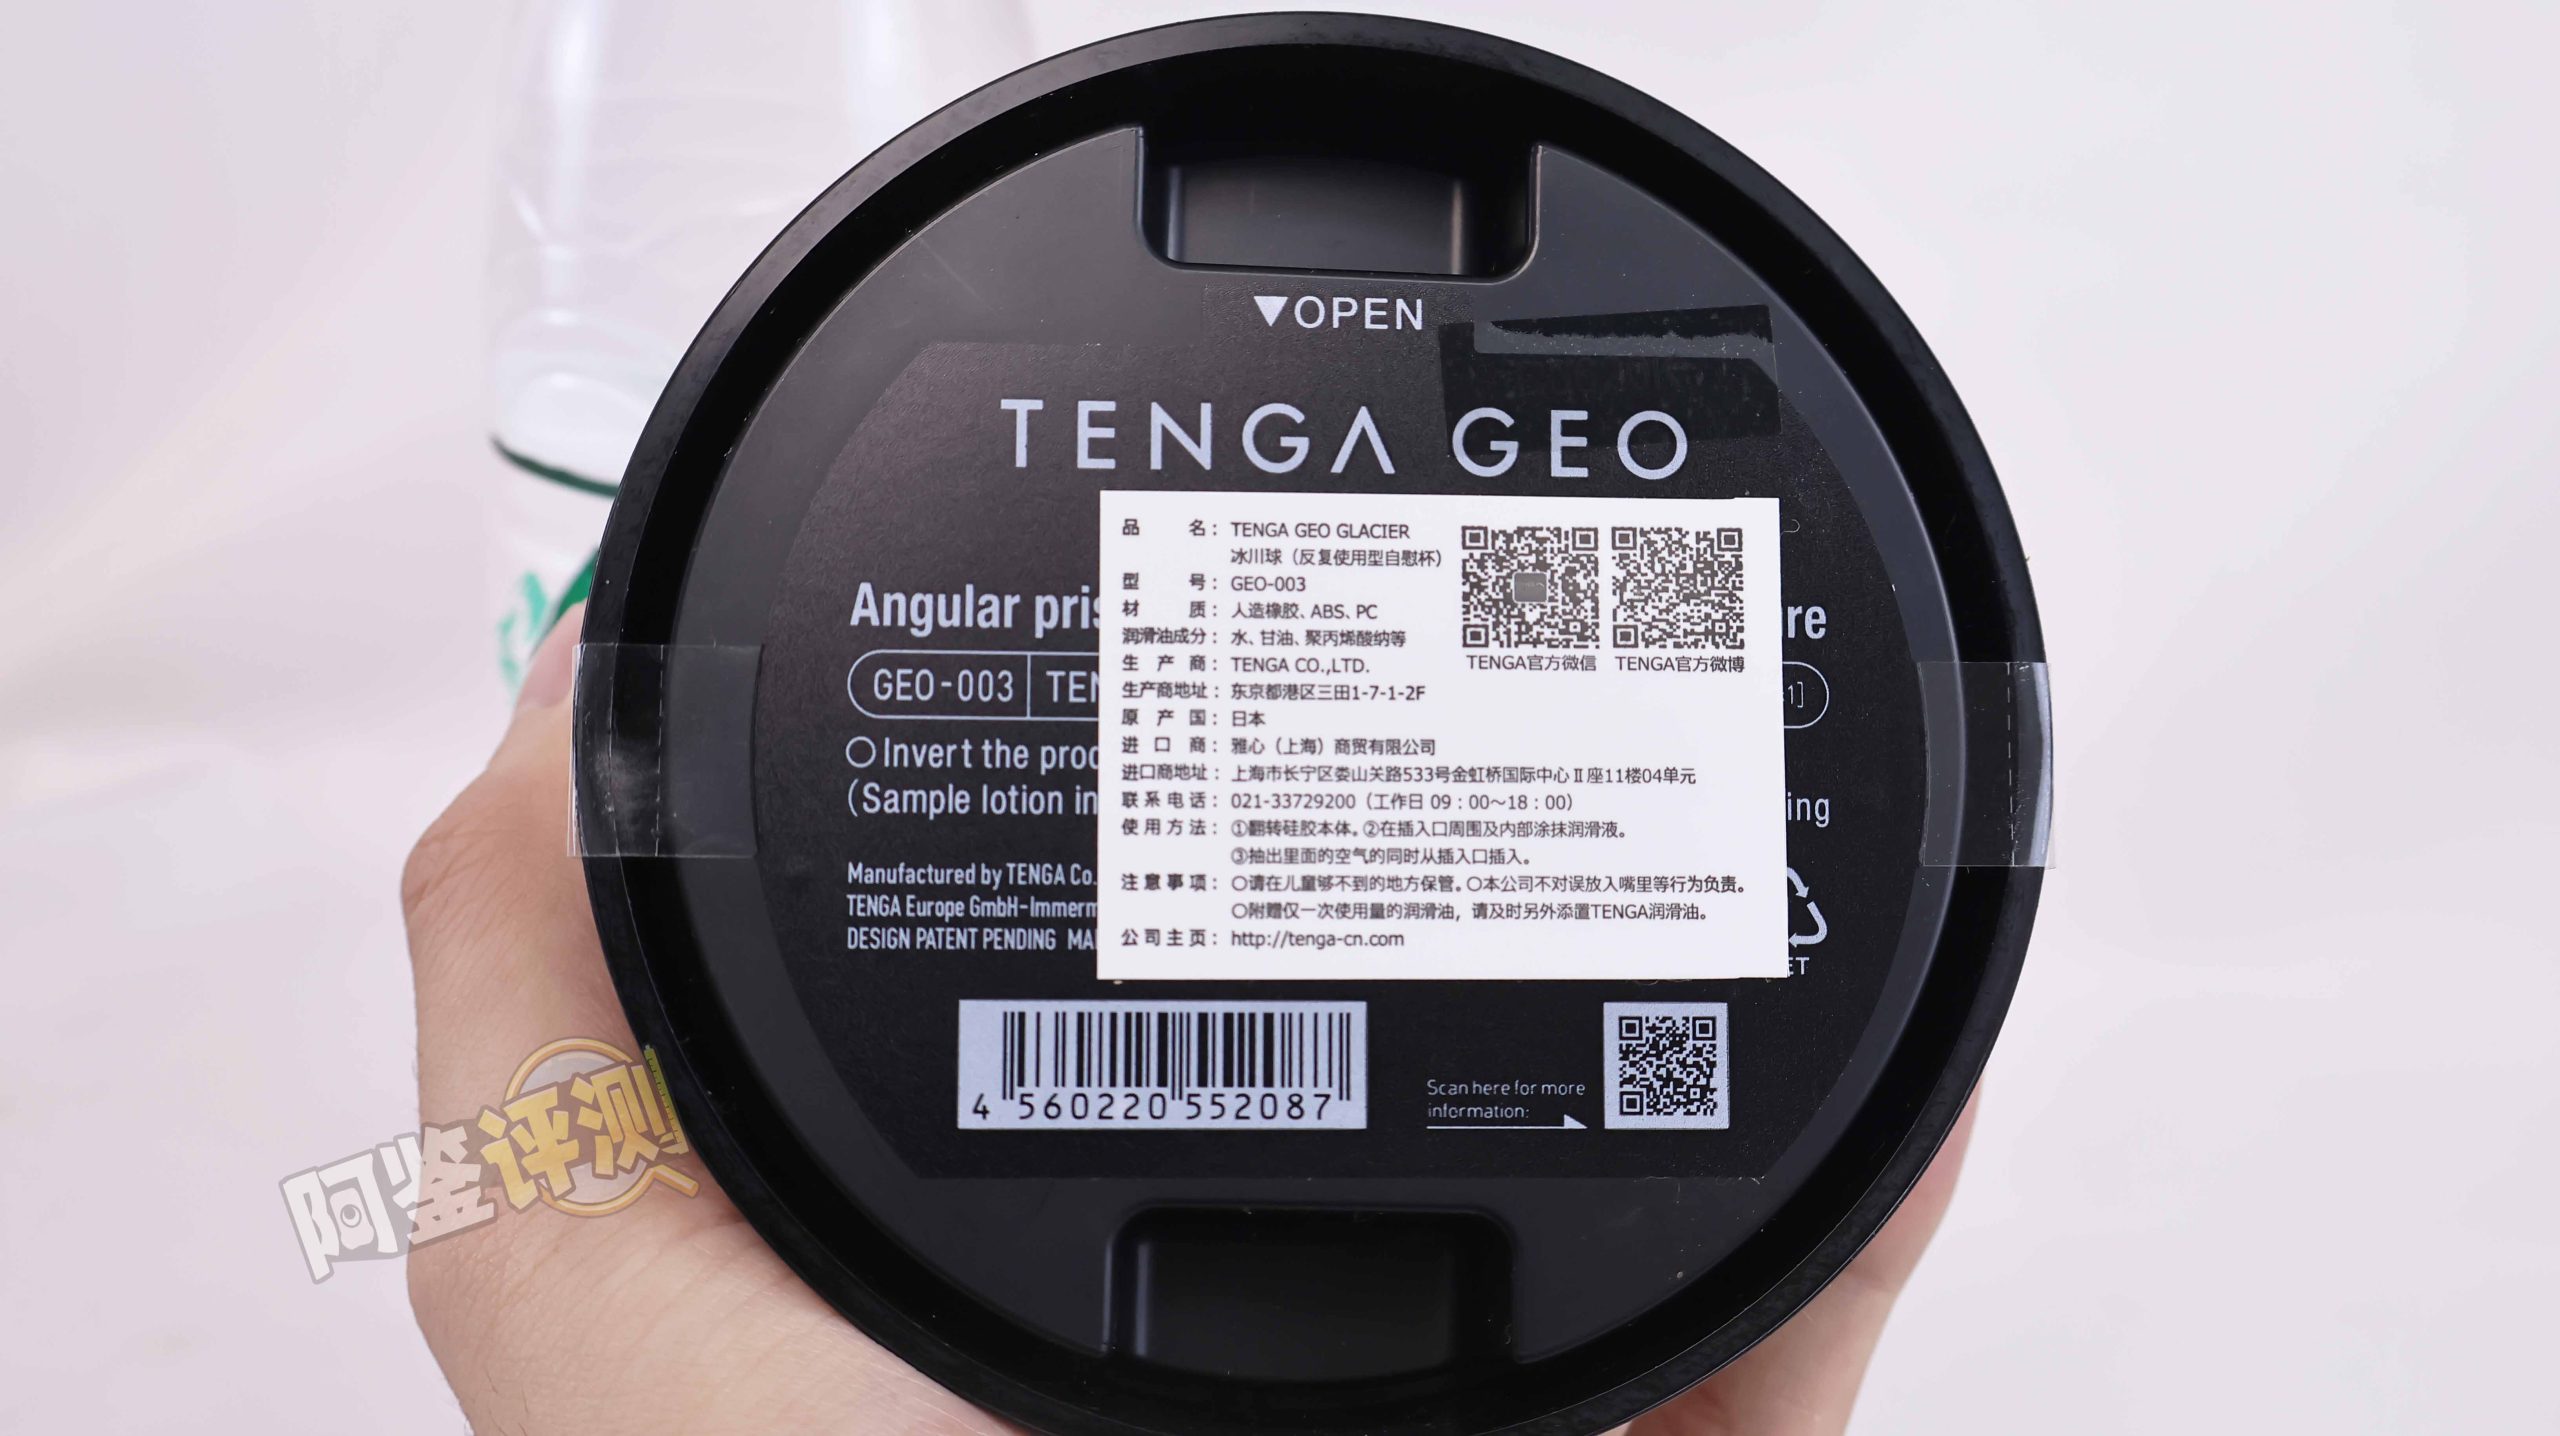 ▼OPEN
TENGA GEO
品名：TENGA GEO GLACIER
冰川球（反复使用型自慰杯）
型号：GEO-003
材质：人造橡胶、ABS、PC
润滑油成分：水、甘油、聚丙烯酸纳等
生产商：TENGA CO.,LTD.
生产商地址：东京都港区三田1-7-1-2F
原产国：日本
进口商：雅心（上海）商贸有限公司
进口商地址：上海市长宁区娄山关路533号金虹桥国际中心Ⅱ座11楼04单元
联系电话：021-33729200（工作日 09：00～18：00）
使用方法：①翻转硅胶本体。②在插入口周围及内部涂抹润滑液。
③抽出里面的空气的同时从插入口插入。
注意事项：○请在儿童够不到的地方保管。○本公司不对误放入嘴里等行为负责。
○附赠仅一次使用量的润滑油，请及时另外添置TENGA润滑油。
公司主页：http://tenga-cn.com
TENGA官方微信 TENGA官方微博
Angular pris
re
GEO-003 TEN
1]
○Invert the prod
(Sample lotion in
ing
Manufactured by TENGA Co.
TENGA Europe GmbH-Immerm
DESIGN PATENT PENDING MA
ET
4 560220 552087
Scan here for more
information:
阿鉴评测